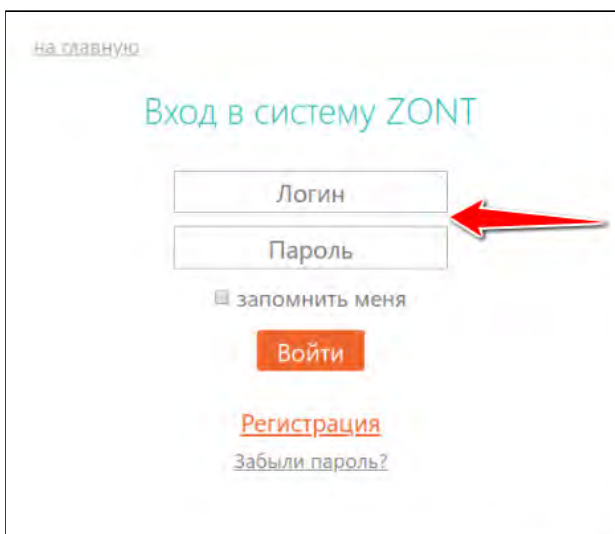 на главную
Вход в систему ZONT
Логин
Пароль
запомнить меня
Войти
Регистрация
Забыли пароль?